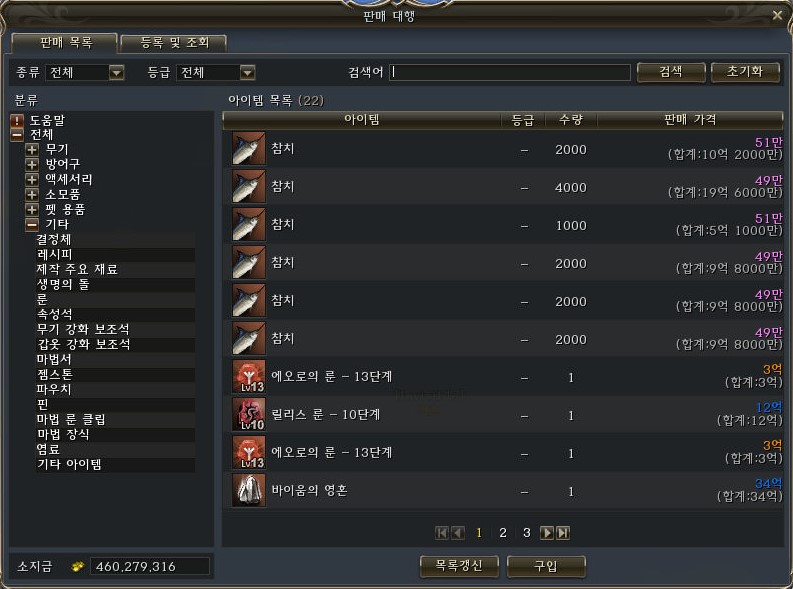 판매 대행
판매 목록 등록 및 조회
종류 전체 등급 전체 검색어 검색 초기화
분류
도움말
전체
무기
방어구
액세서리
소모품
펫 용품
기타
결정체
레시피
제작 주요 재료
생명의 돌
룬
속성석
무기 강화 보조석
갑옷 강화 보조석
마법서
젬스톤
파우치
핀
마법 룬 클립
마법 장식
염료
기타 아이템
소지금 460,279,316
아이템 목록 (22)
아이템 등급 수량 판매 가격
참치 – 2000 51만
(합계:10억 2000만)
참치 – 4000 49만
(합계:19억 6000만)
참치 – 1000 51만
(합계:5억 1000만)
참치 – 2000 49만
(합계:9억 8000만)
참치 – 2000 49만
(합계:9억 8000만)
참치 – 2000 49만
(합계:9억 8000만)
Lv13 에오로의 룬 – 13단계 – 1 3억
(합계:3억)
Lv10 릴리스 룬 – 10단계 – 1 12억
(합계:12억)
Lv13 에오로의 룬 – 13단계 – 1 3억
(합계:3억)
바이움의 영혼 – 1 34억
(합계:34억)
1 2 3
목록갱신 구입